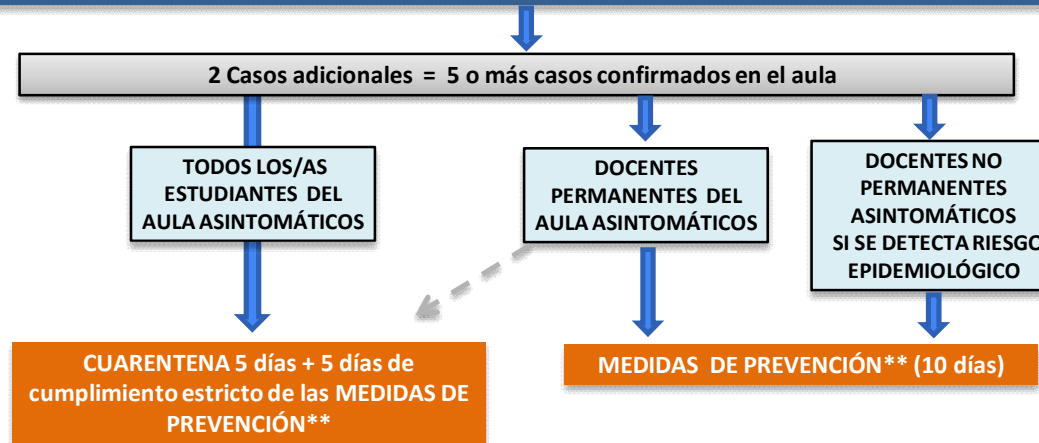 2 Casos adicionales = 5 o más casos confirmados en el aula
TODOS LOS/AS
ESTUDIANTES DEL
AULA ASINTOMÁTICOS
DOCENTES
PERMANENTES DEL
AULA ASINTOMÁTICOS
DOCENTES NO
PERMANENTES
ASINTOMÁTICOS
SI SE DETECTA RIESGO
EPIDEMIOLÓGICO
CUARENTENA 5 días + 5 días de
cumplimiento estricto de las MEDIDAS DE
PREVENCIÓN**
MEDIDAS DE PREVENCIÓN** (10 días)